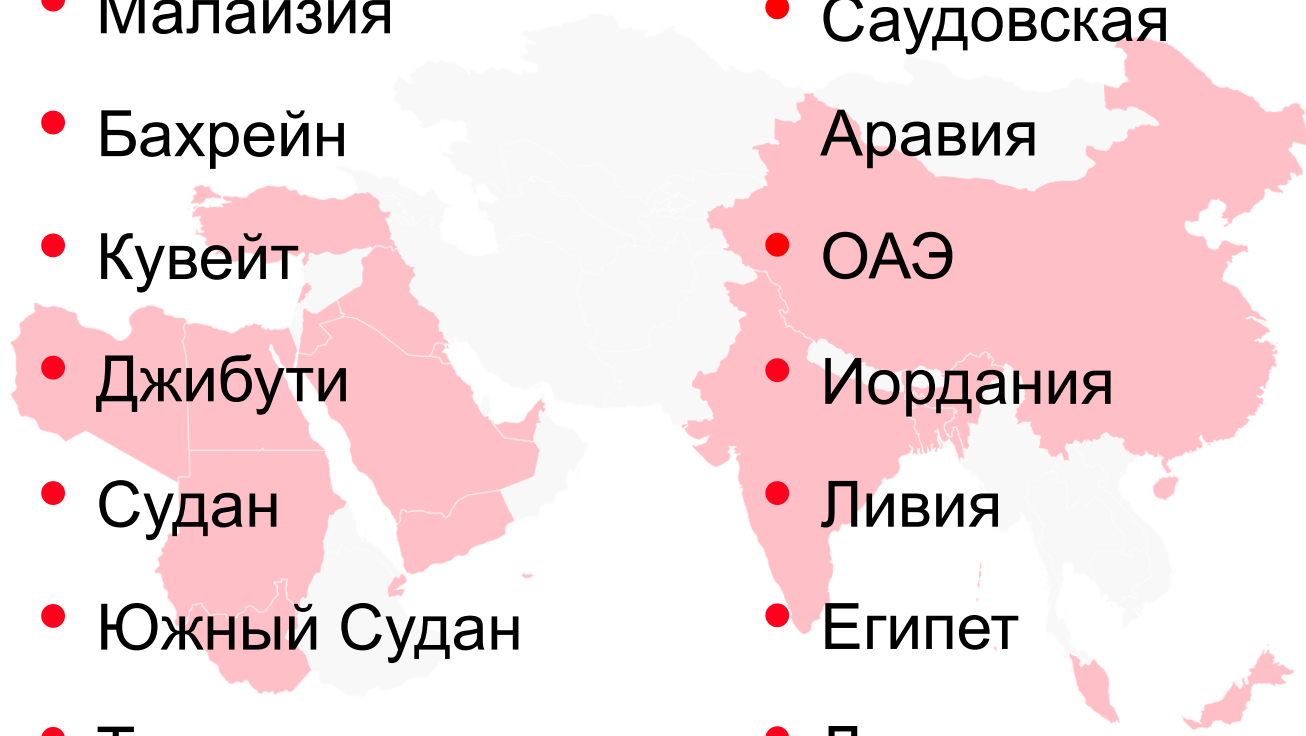 Малайзия
Бахрейн
Кувейт
Джибути
Судан
Южный Судан
Саудовская
Аравия
ОАЭ
Иордания
Ливия
Египет